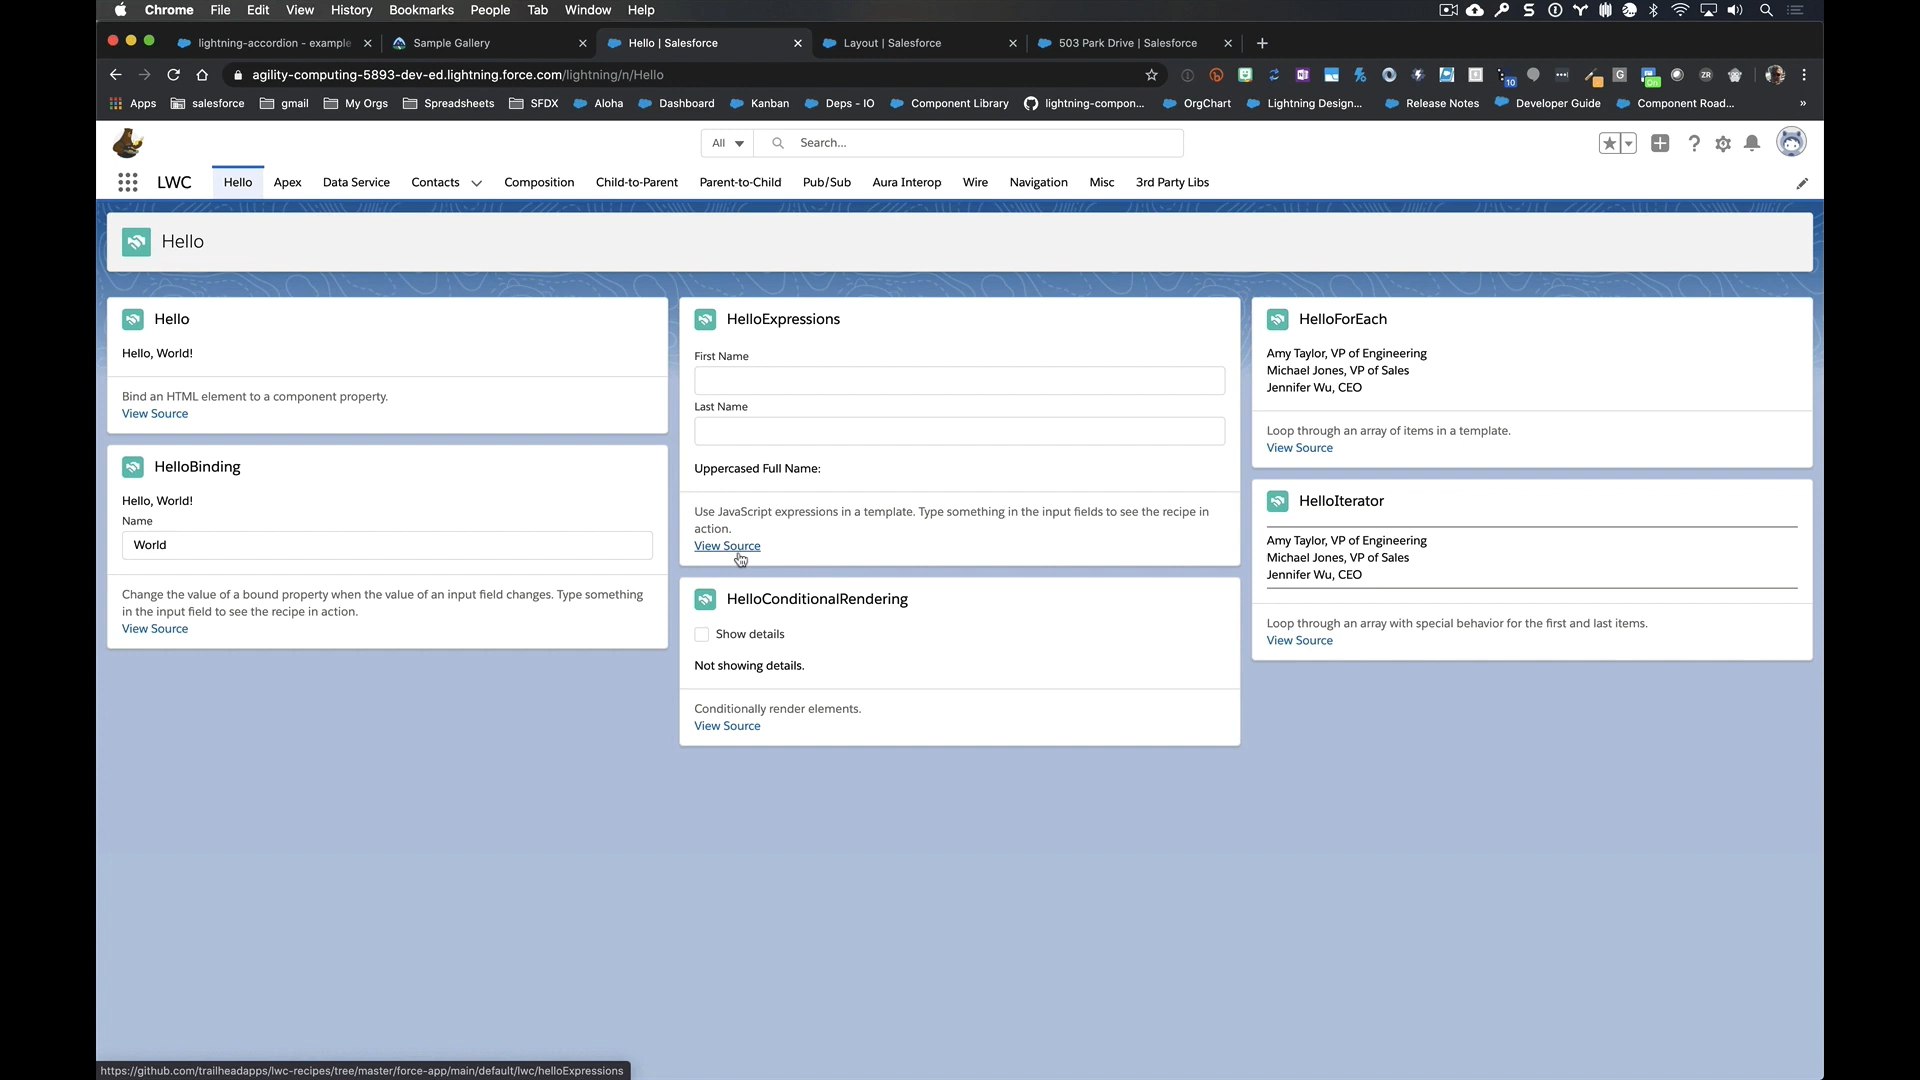 Chrome File Edit View History Bookmarks People Tab Window Help
lightning-accordion - example
Sample Gallery
Hello | Salesforce
Layout | Salesforce
503 Park Drive | Salesforce
agility-computing-5893-dev-ed.lightning.force.com/lightning/n/Hello
Apps salesforce gmail My Orgs Spreadsheets SFDX Aloha Dashboard Kanban Deps - IO Component Library lightning-compon... OrgChart Lightning Design... Release Notes Developer Guide Component Road... »
All Search...
LWC Hello Apex Data Service Contacts Composition Child-to-Parent Parent-to-Child Pub/Sub Aura Interop Wire Navigation Misc 3rd Party Libs
Hello
Hello
Hello, World!
Bind an HTML element to a component property.
View Source
HelloBinding
Hello, World!
Name
World
Change the value of a bound property when the value of an input field changes. Type something
in the input field to see the recipe in action.
View Source
HelloExpressions
First Name
Last Name
Uppercased Full Name:
Use JavaScript expressions in a template. Type something in the input fields to see the recipe in
action.
View Source
HelloConditionalRendering
Show details
Not showing details.
Conditionally render elements.
View Source
HelloForEach
Amy Taylor, VP of Engineering
Michael Jones, VP of Sales
Jennifer Wu, CEO
Loop through an array of items in a template.
View Source
HelloIterator
Amy Taylor, VP of Engineering
Michael Jones, VP of Sales
Jennifer Wu, CEO
Loop through an array with special behavior for the first and last items.
View Source
https://github.com/trailheadapps/lwc-recipes/tree/master/force-app/main/default/lwc/helloExpressions